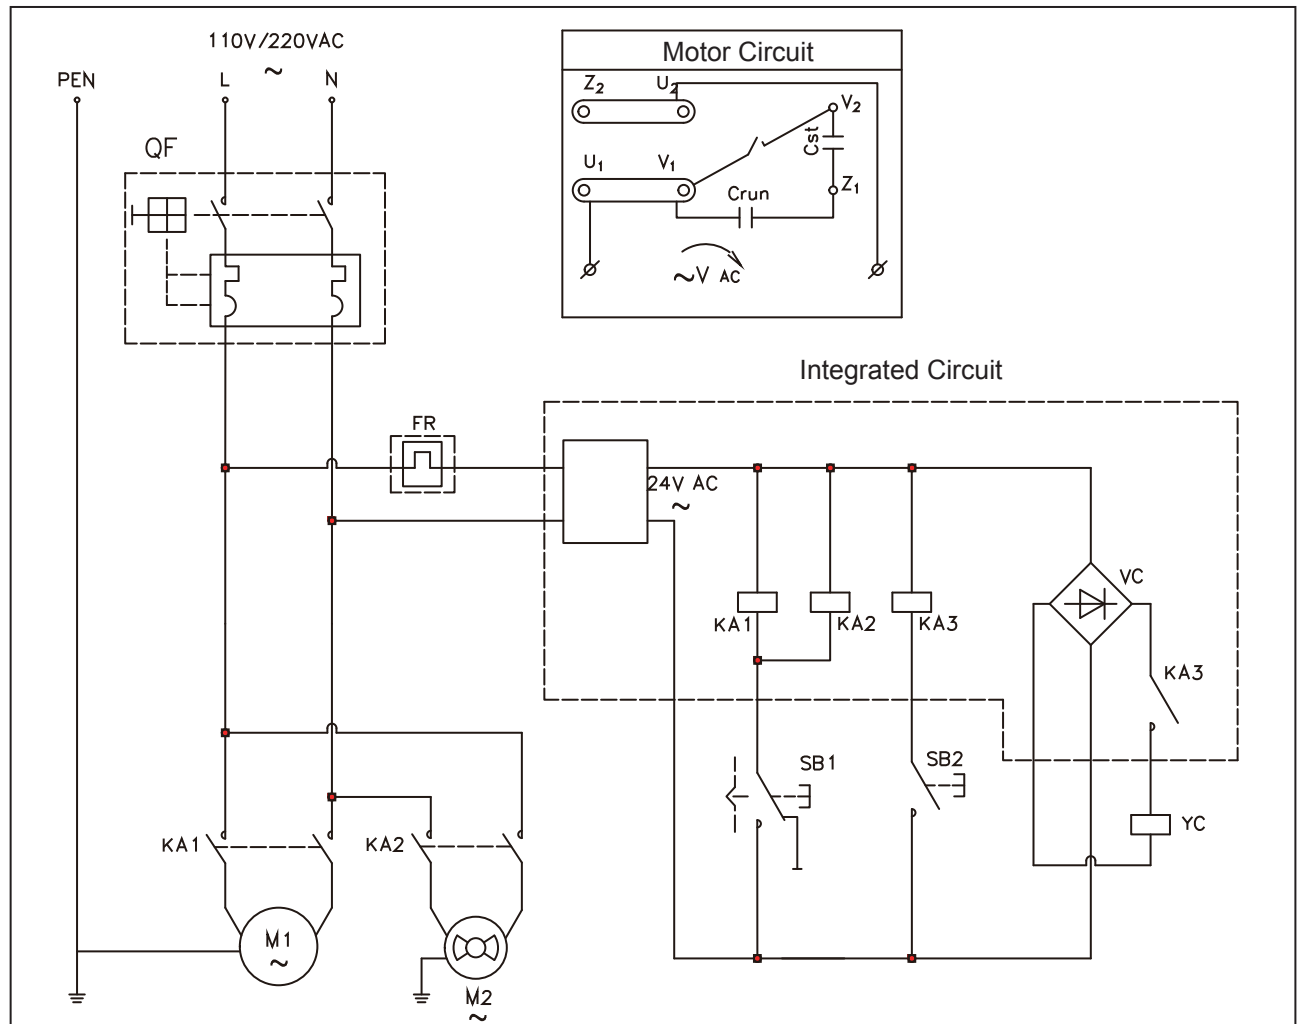 110V/220VAC
~
PEN
L
N
QF
Motor Circuit
Z2
U2
V2
Cst
U1
V1
Z1
Crun
~V AC
Integrated Circuit
FR
24V AC
~
VC
KA1
KA2
KA3
KA3
SB1
SB2
YC
KA1
KA2
M1
~
M2
~